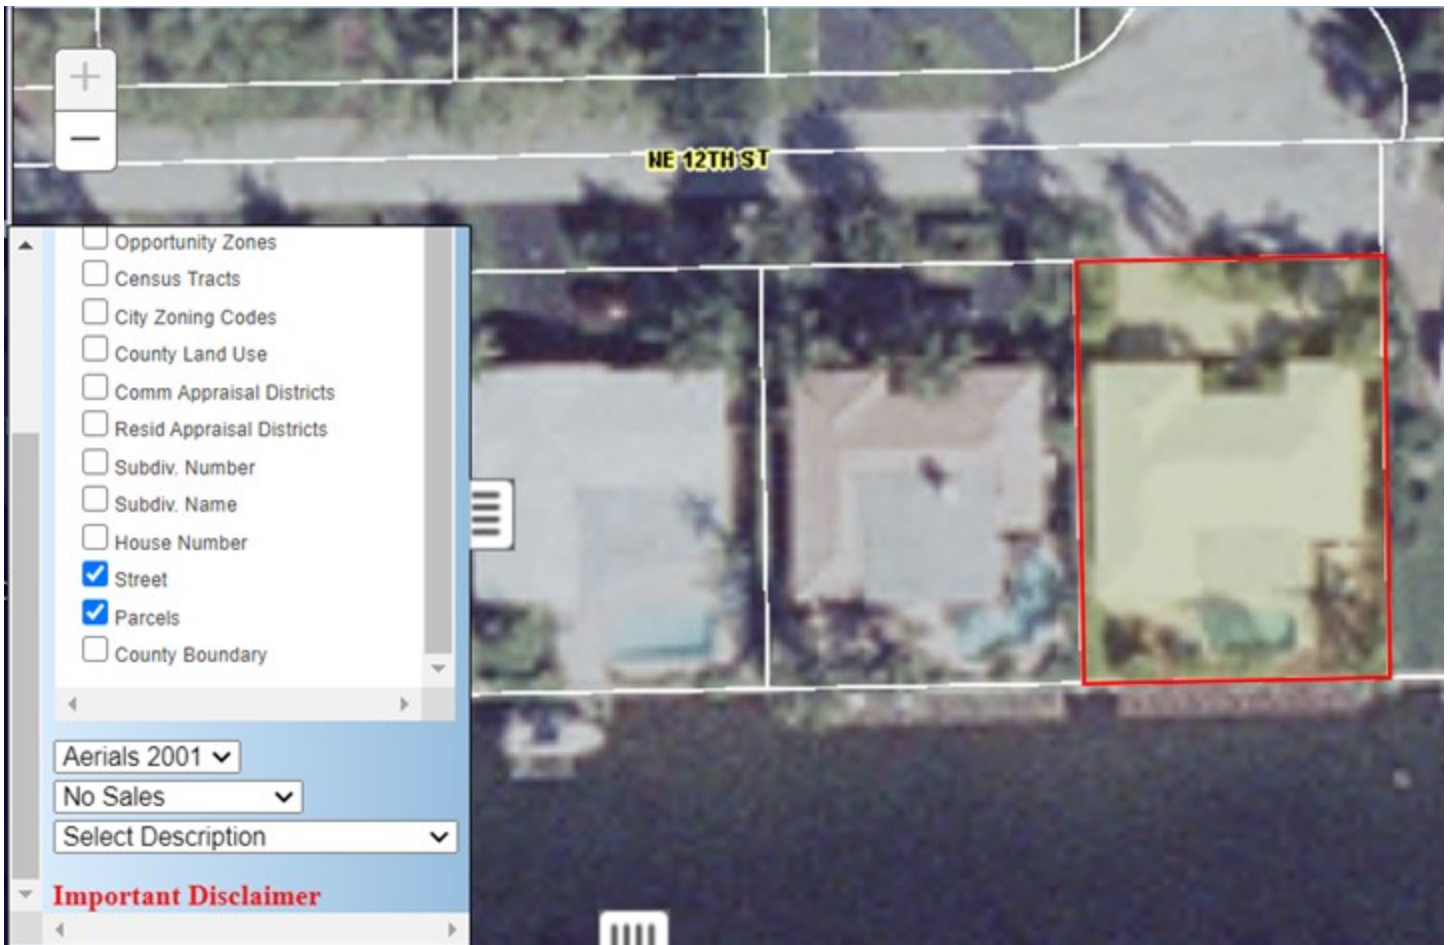 +
−
NE 12TH ST
Opportunity Zones
Census Tracts
City Zoning Codes
County Land Use
Comm Appraisal Districts
Resid Appraisal Districts
Subdiv. Number
Subdiv. Name
House Number
Street
Parcels
County Boundary
Aerials 2001
No Sales
Select Description
Important Disclaimer